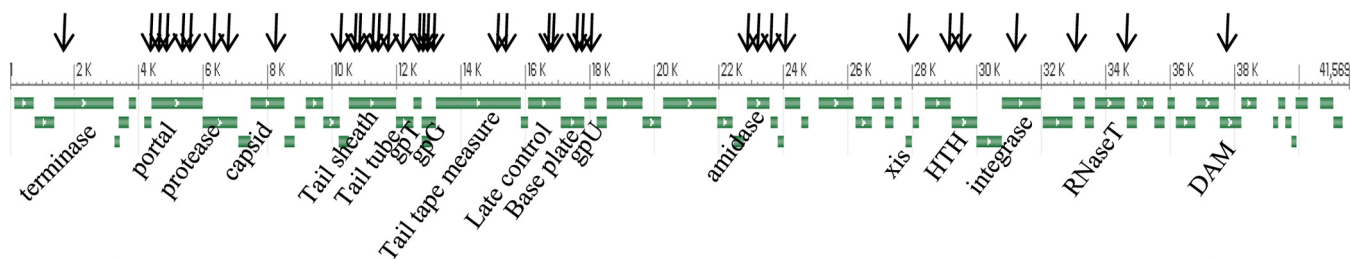 1 2 K 4 K 6 K 8 K 10 K 12 K 14 K 16 K 18 K 20 K 22 K 24 K 26 K 28 K 30 K 32 K 34 K 36 K 38 K 41,569
terminase
portal
protease
capsid
Tail sheath
Tail tube
gpT
gpG
Tail tape measure
Late control
Base plate
gpU
amidase
xis
HTH
integrase
RNaseT
DAM